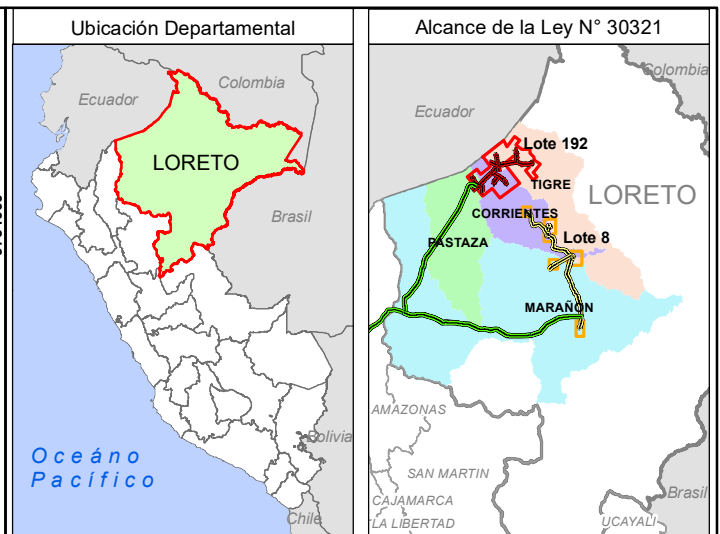 Ubicación Departamental
Colombia
Ecuador
LORETO
Brasil
Bolivia
Océano
Pacífico
Chile
Alcance de la Ley N° 30321
Colombia
Ecuador
Lote 192
TIGRE
LORETO
CORRIENTES
Lote 8
PASTAZA
MARAÑÓN
AMAZONAS
SAN MARTIN
CAJAMARCA
LA LIBERTAD
UCAYALI
Brasil